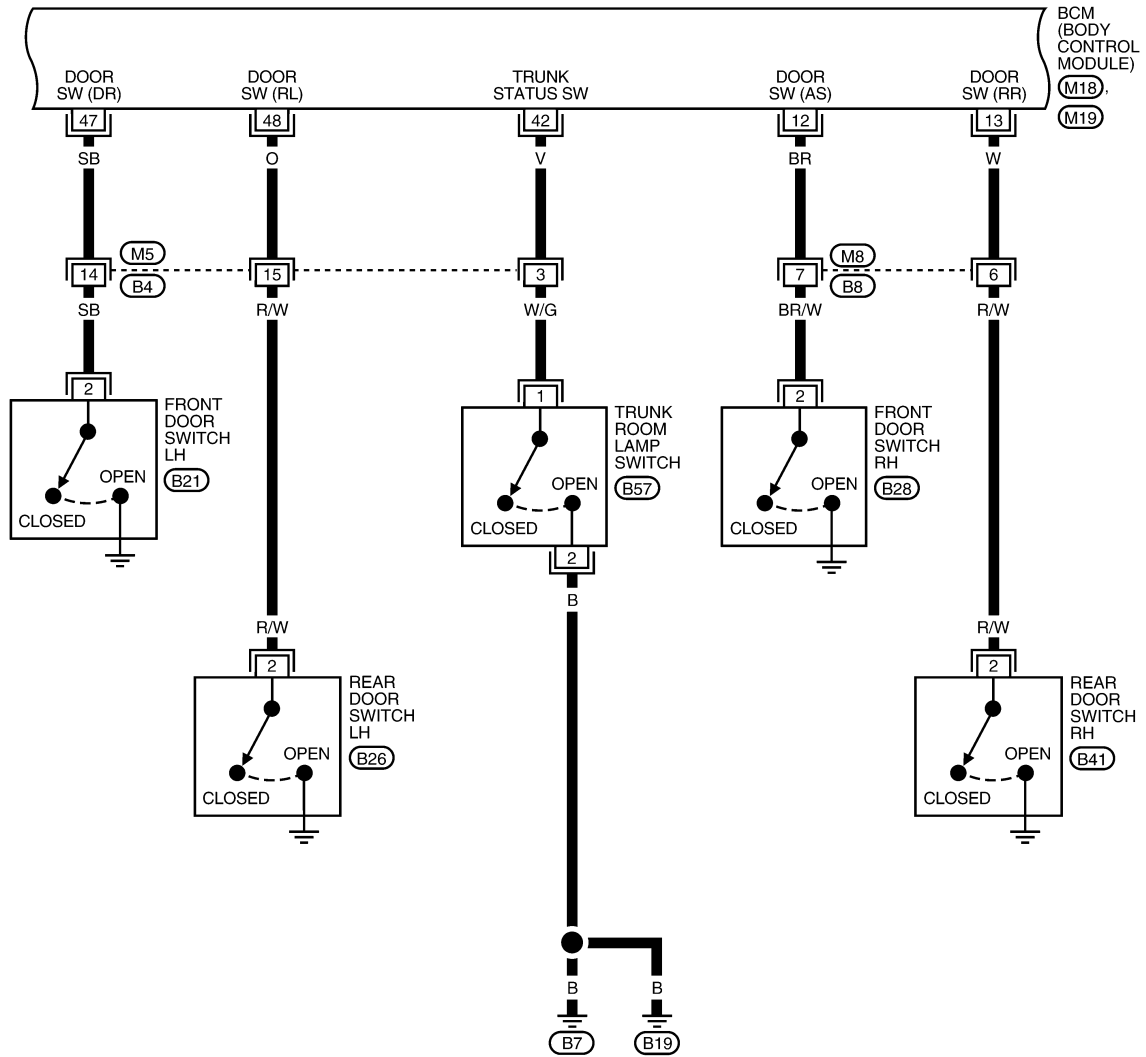 BCM
(BODY
CONTROL
MODULE)
M18,
M19
DOOR
SW (DR)
DOOR
SW (RL)
TRUNK
STATUS SW
DOOR
SW (AS)
DOOR
SW (RR)
47
48
42
12
13
SB
O
V
BR
W
M5
M8
14
15
3
7
6
B4
B8
SB
R/W
W/G
BR/W
R/W
2
FRONT
DOOR
SWITCH
LH
B21
OPEN
CLOSED
1
TRUNK
ROOM
LAMP
SWITCH
B57
OPEN
CLOSED
2
B
2
FRONT
DOOR
SWITCH
RH
B28
OPEN
CLOSED
R/W
2
REAR
DOOR
SWITCH
LH
B26
OPEN
CLOSED
R/W
2
REAR
DOOR
SWITCH
RH
B41
OPEN
CLOSED
B
B
B7
B19